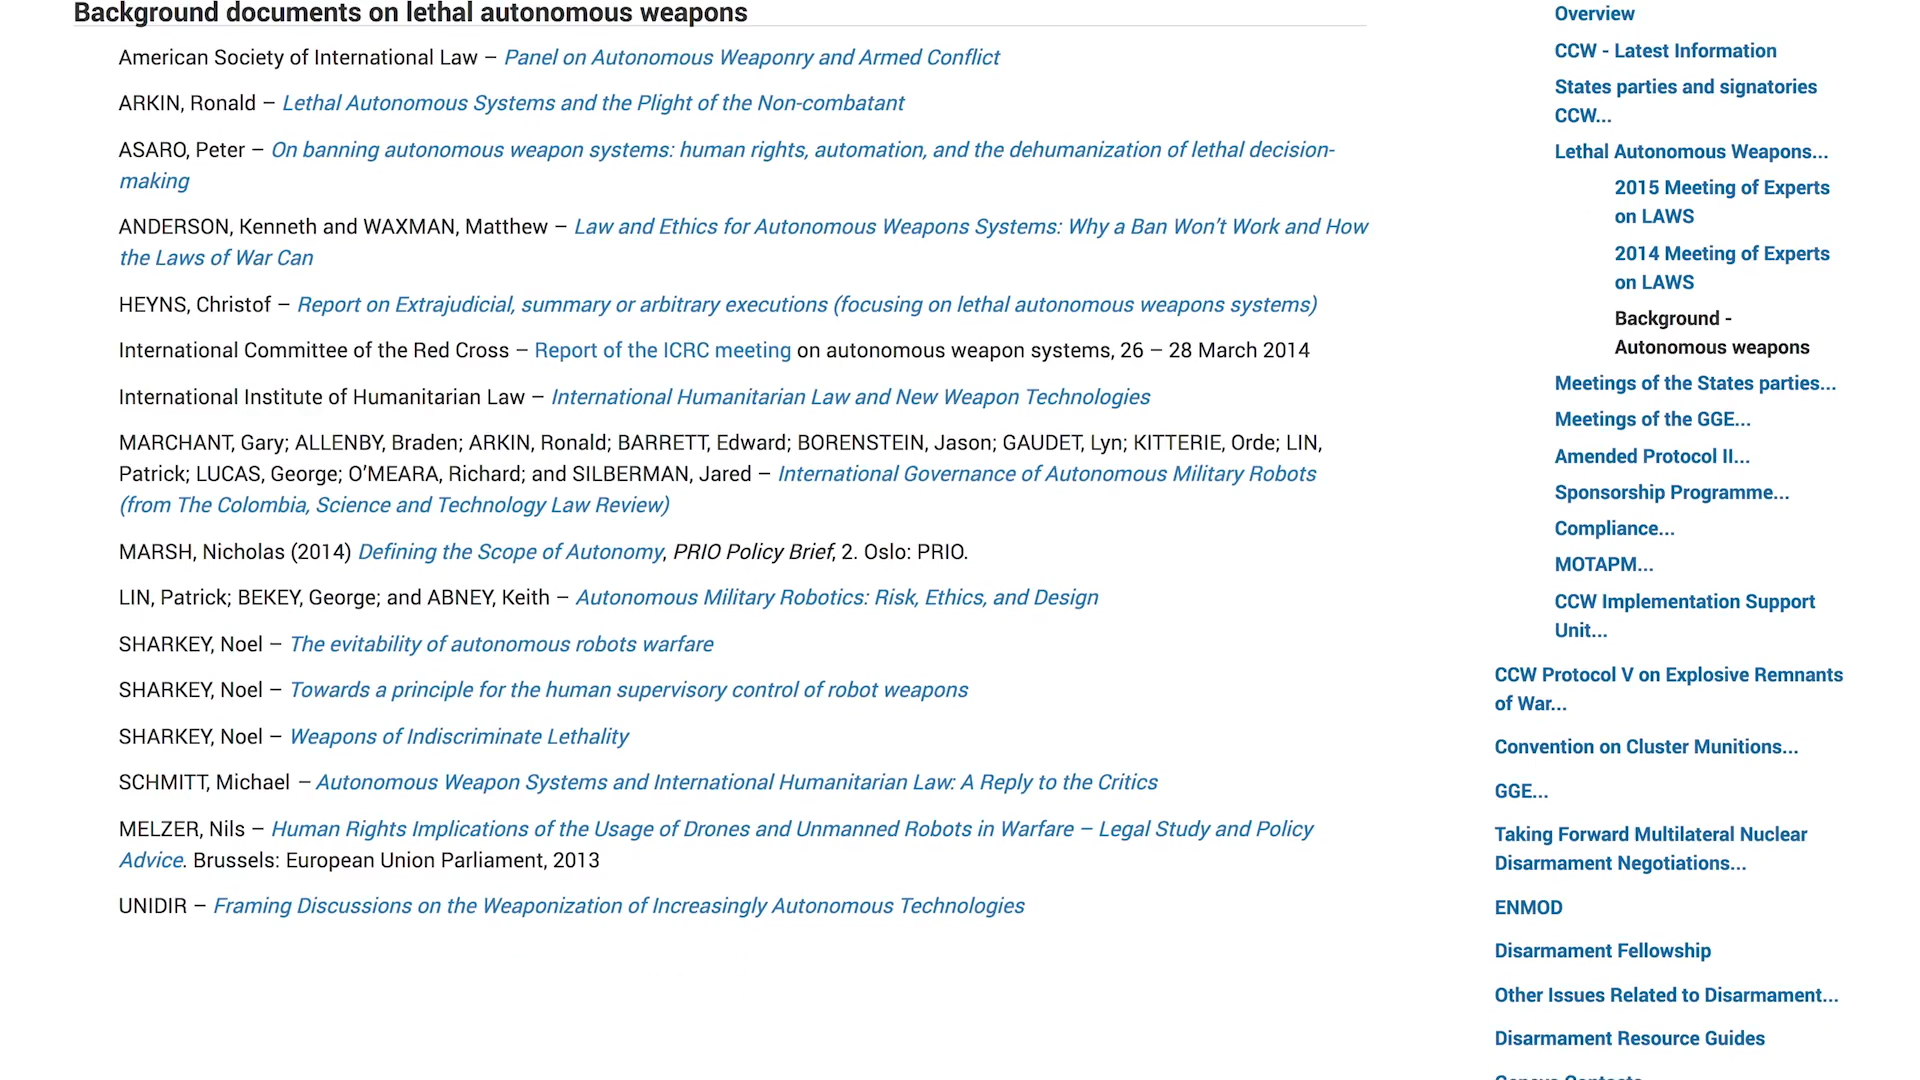 Background documents on lethal autonomous weapons
American Society of International Law – Panel on Autonomous Weaponry and Armed Conflict
ARKIN, Ronald – Lethal Autonomous Systems and the Plight of the Non-combatant
ASARO, Peter – On banning autonomous weapon systems: human rights, automation, and the dehumanization of lethal decision-
making
ANDERSON, Kenneth and WAXMAN, Matthew – Law and Ethics for Autonomous Weapons Systems: Why a Ban Won’t Work and How
the Laws of War Can
HEYNS, Christof – Report on Extrajudicial, summary or arbitrary executions (focusing on lethal autonomous weapons systems)
International Committee of the Red Cross – Report of the ICRC meeting on autonomous weapon systems, 26 – 28 March 2014
International Institute of Humanitarian Law – International Humanitarian Law and New Weapon Technologies
MARCHANT, Gary; ALLENBY, Braden; ARKIN, Ronald; BARRETT, Edward; BORENSTEIN, Jason; GAUDET, Lyn; KITTERIE, Orde; LIN,
Patrick; LUCAS, George; O’MEARA, Richard; and SILBERMAN, Jared – International Governance of Autonomous Military Robots
(from The Colombia, Science and Technology Law Review)
MARSH, Nicholas (2014) Defining the Scope of Autonomy, PRIO Policy Brief, 2. Oslo: PRIO.
LIN, Patrick; BEKEY, George; and ABNEY, Keith – Autonomous Military Robotics: Risk, Ethics, and Design
SHARKEY, Noel – The evitability of autonomous robots warfare
SHARKEY, Noel – Towards a principle for the human supervisory control of robot weapons
SHARKEY, Noel – Weapons of Indiscriminate Lethality
SCHMITT, Michael – Autonomous Weapon Systems and International Humanitarian Law: A Reply to the Critics
MELZER, Nils – Human Rights Implications of the Usage of Drones and Unmanned Robots in Warfare – Legal Study and Policy
Advice. Brussels: European Union Parliament, 2013
UNIDIR – Framing Discussions on the Weaponization of Increasingly Autonomous Technologies
Overview
CCW - Latest Information
States parties and signatories
CCW...
Lethal Autonomous Weapons...
2015 Meeting of Experts
on LAWS
2014 Meeting of Experts
on LAWS
Background -
Autonomous weapons
Meetings of the States parties...
Meetings of the GGE...
Amended Protocol II...
Sponsorship Programme...
Compliance...
MOTAPM...
CCW Implementation Support
Unit...
CCW Protocol V on Explosive Remnants
of War...
Convention on Cluster Munitions...
GGE...
Taking Forward Multilateral Nuclear
Disarmament Negotiations...
ENMOD
Disarmament Fellowship
Other Issues Related to Disarmament...
Disarmament Resource Guides